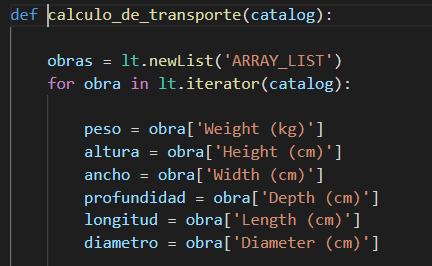 def calculo_de_transporte(catalog):
obras = lt.newList('ARRAY_LIST')
for obra in lt.iterator(catalog):
peso = obra['Weight (kg)']
altura = obra['Height (cm)']
ancho = obra['Width (cm)']
profundidad = obra['Depth (cm)']
longitud = obra['Length (cm)']
diametro = obra['Diameter (cm)']